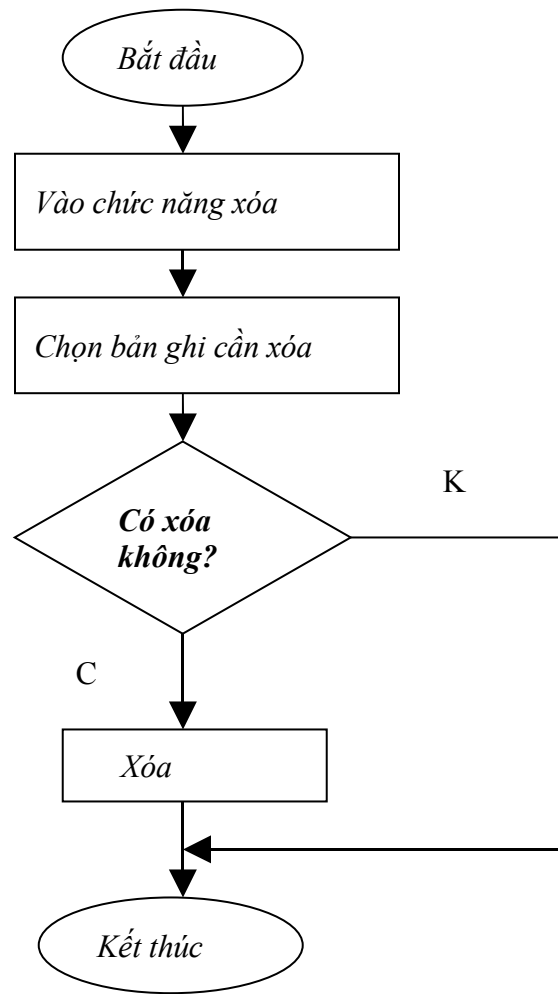 Bắt đầu
Vào chức năng xóa
Chọn bản ghi cần xóa
K
Có xóa
không?
C
Xóa
Kết thúc